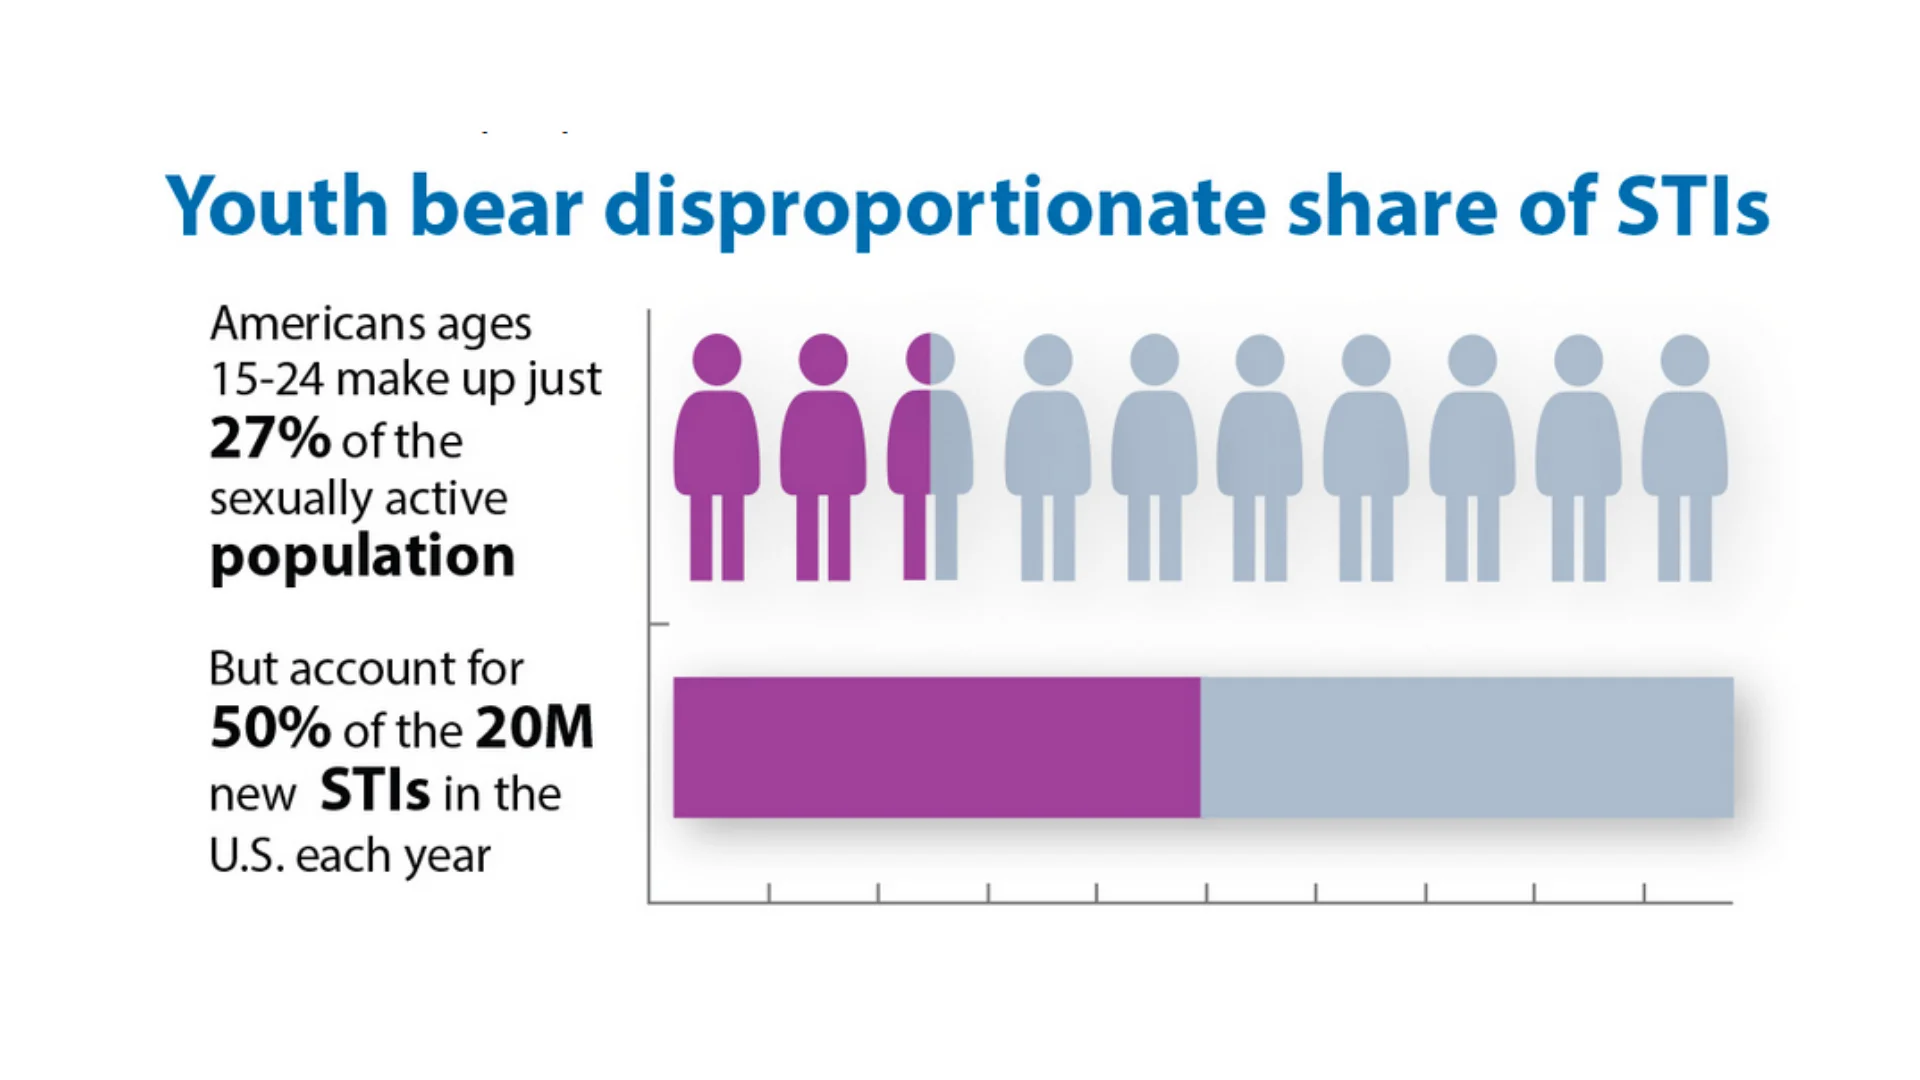 Youth bear disproportionate share of STIs
Americans ages
15-24 make up just
27% of the
sexually active
population
But account for
50% of the 20M
new STIs in the
U.S. each year